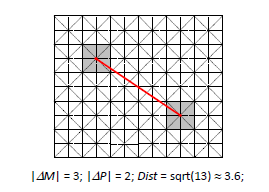 |ΔM| = 3; |ΔP| = 2; Dist = sqrt(13) ≈ 3.6;